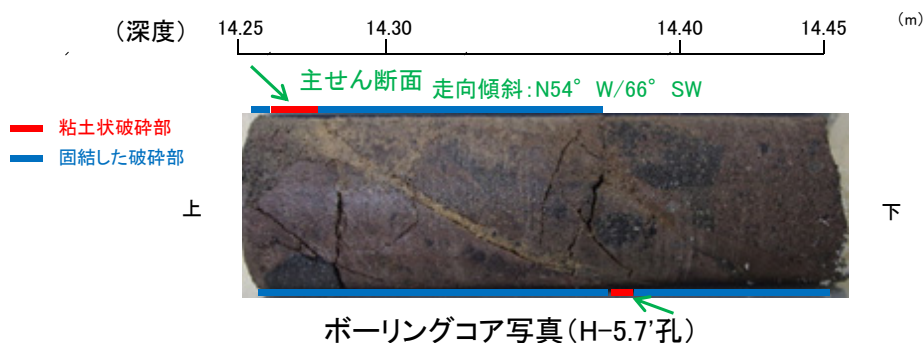 (深度) 14.25 14.30 14.40 14.45 (m)
主せん断面 走向傾斜：N54° W/66° SW
粘土状破砕部
固結した破砕部
上 下
ボーリングコア写真(H-5.7'孔)